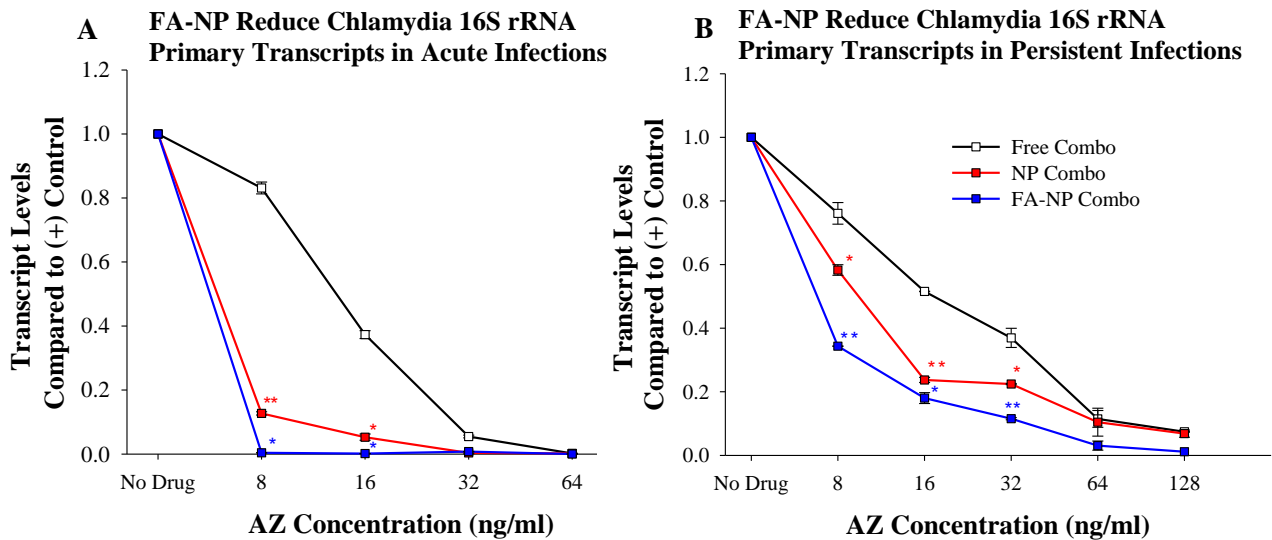 A
FA-NP Reduce Chlamydia 16S rRNA
Primary Transcripts in Acute Infections
Transcript Levels
Compared to (+) Control
1.2
1.0
0.8
0.6
0.4
0.2
0.0
**
*
*
*
No Drug 8 16 32 64
AZ Concentration (ng/ml)
B
FA-NP Reduce Chlamydia 16S rRNA
Primary Transcripts in Persistent Infections
Transcript Levels
Compared to (+) Control
1.2
1.0
0.8
0.6
0.4
0.2
0.0
Free Combo
NP Combo
FA-NP Combo
*
**
**
*
*
**
No Drug 8 16 32 64 128
AZ Concentration (ng/ml)